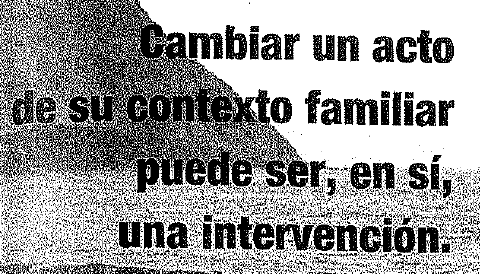 Cambiar un acto
de su contexto familiar
puede ser, en sí,
una intervención.